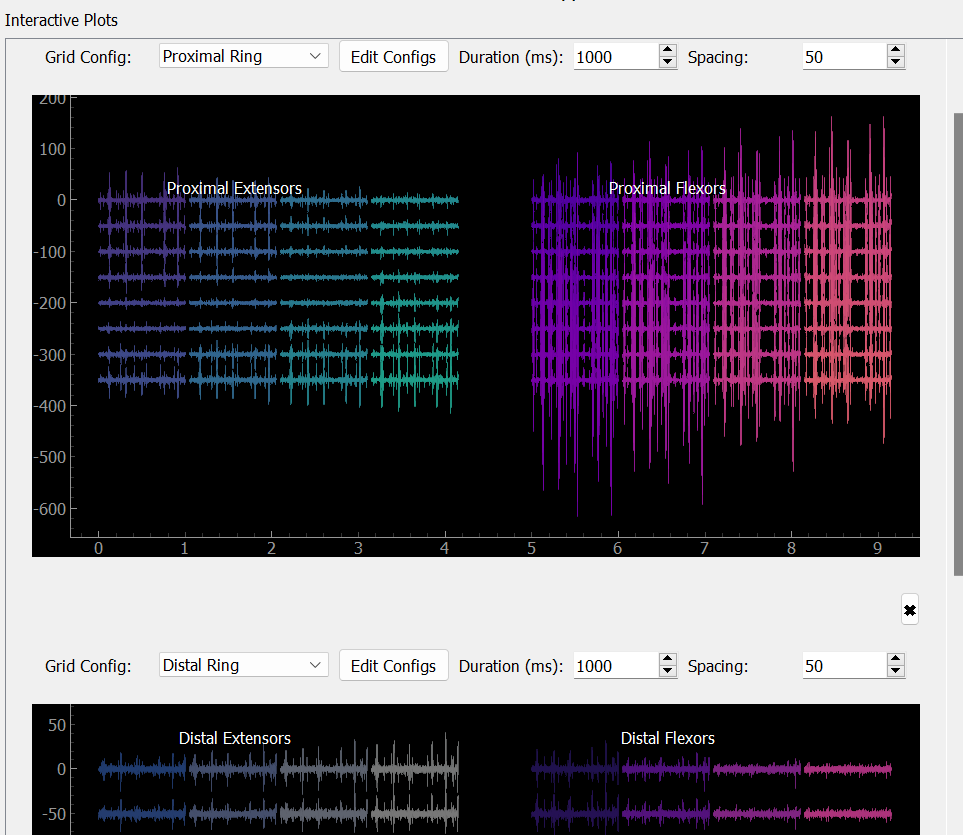 Interactive Plots
Grid Config: Proximal Ring Edit Configs Duration (ms): 1000 Spacing: 50
200
100
Proximal Extensors Proximal Flexors
0
-100
-200
-300
-400
-500
-600
0 1 2 3 4 5 6 7 8 9
Grid Config: Distal Ring Edit Configs Duration (ms): 1000 Spacing: 50
50
Distal Extensors Distal Flexors
0
-50